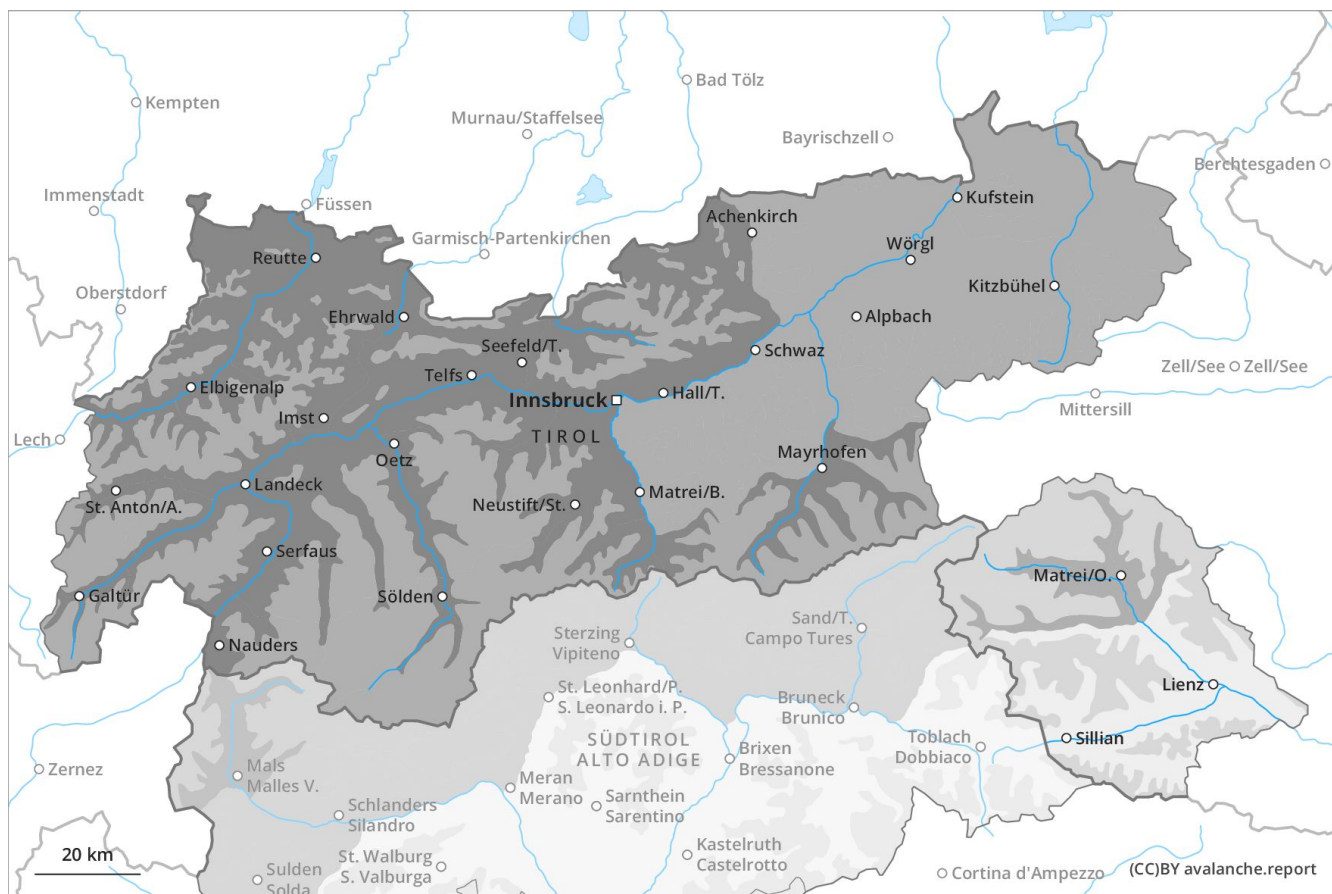 Kempten
Bad Tölz
Murnau/Staffelsee
Bayrischzell
Berchtesgaden
Immenstadt
Füssen
Kufstein
Achenkirch
Garmisch-Partenkirchen
Wörgl
Reutte
Kitzbühel
Oberstdorf
Ehrwald
Alpbach
Seefeld/T.
Schwaz
Telfs
Zell/See
Zell/See
Elbigenalp
Innsbruck
Hall/T.
Mittersill
Imst
TIROL
Lech
Oetz
Mayrhofen
Landeck
St. Anton/A.
Neustift/St.
Matrei/B.
Serfaus
Matrei/O.
Galtür
Sölden
Sand/T.
Campo Tures
Sterzing
Vipiteno
Nauders
Lienz
St. Leonhard/P.
S. Leonardo i. P.
Bruneck
Brunico
SÜDTIROL
ALTO ADIGE
Toblach
Dobbiaco
Sillian
Brixen
Bressanone
Zernez
Mals
Malles V.
Meran
Merano
Sarnthein
Sarentino
Schlanders
Silandro
Kastelruth
Castelrotto
20 km
St. Walburg
S. Valburga
Sulden
Solda
Cortina d'Ampezzo
(CC)BY avalanche.report